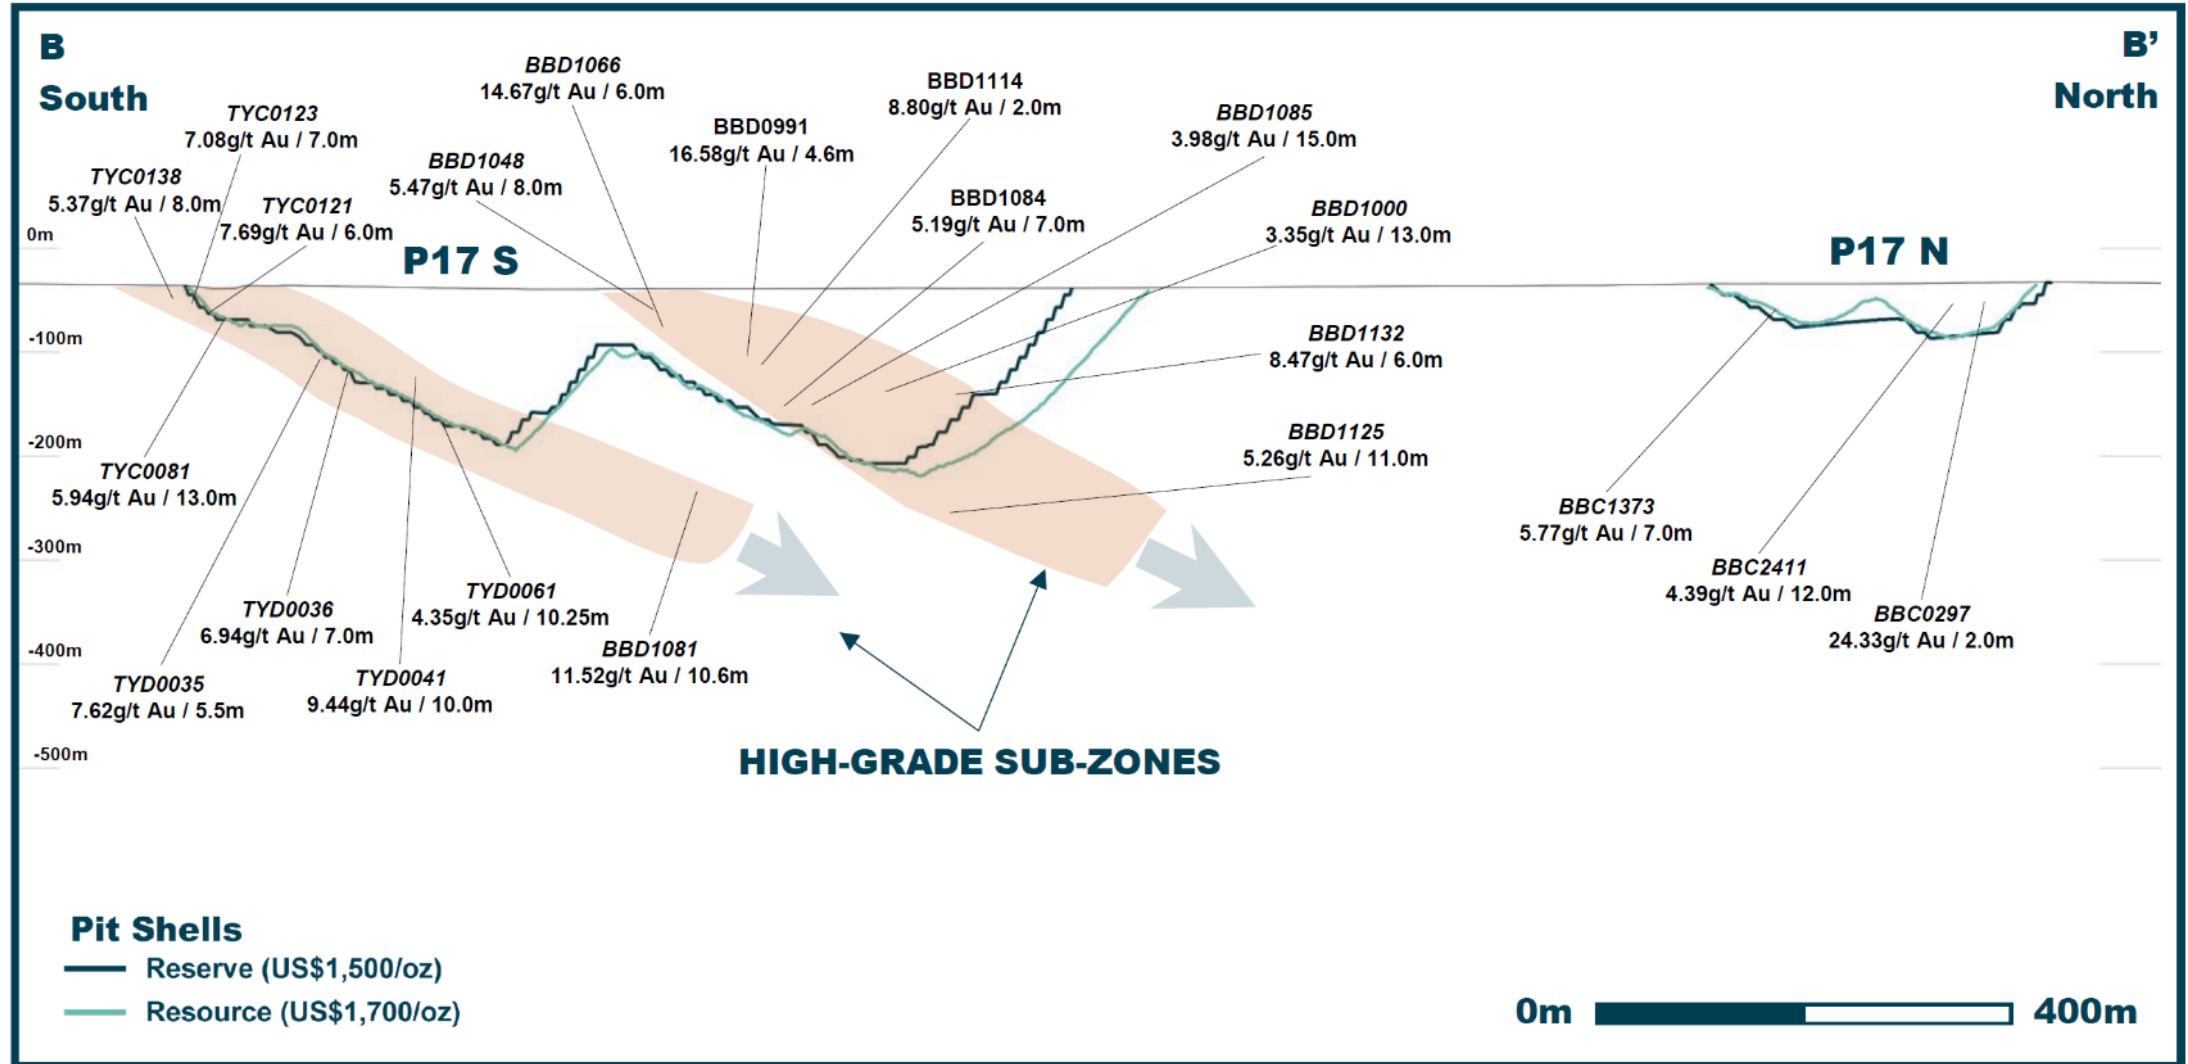 B
South
B’
North
BBD1066
14.67g/t Au / 6.0m
BBD1114
8.80g/t Au / 2.0m
TYC0123
7.08g/t Au / 7.0m
BBD0991
16.58g/t Au / 4.6m
BBD1085
3.98g/t Au / 15.0m
BBD1048
5.47g/t Au / 8.0m
TYC0138
5.37g/t Au / 8.0m
TYC0121
7.69g/t Au / 6.0m
BBD1084
5.19g/t Au / 7.0m
BBD1000
3.35g/t Au / 13.0m
0m
P17 S
P17 N
-100m
BBD1132
8.47g/t Au / 6.0m
-200m
BBD1125
5.26g/t Au / 11.0m
TYC0081
5.94g/t Au / 13.0m
BBC1373
5.77g/t Au / 7.0m
-300m
BBC2411
4.39g/t Au / 12.0m
TYD0061
4.35g/t Au / 10.25m
TYD0036
6.94g/t Au / 7.0m
BBC0297
24.33g/t Au / 2.0m
-400m
BBD1081
11.52g/t Au / 10.6m
TYD0035
7.62g/t Au / 5.5m
TYD0041
9.44g/t Au / 10.0m
-500m
HIGH-GRADE SUB-ZONES
Pit Shells
Reserve (US$1,500/oz)
Resource (US$1,700/oz)
0m
400m